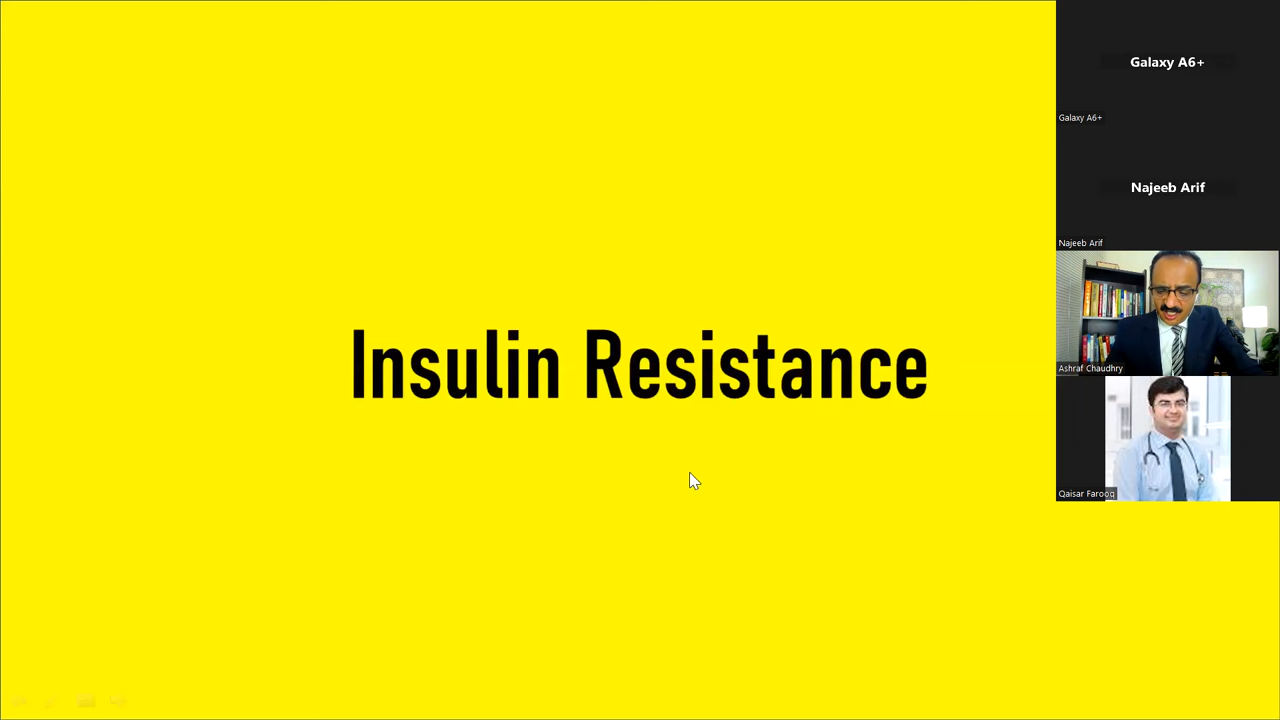 Insulin Resistance
Galaxy A6+
Galaxy A6+
Najeeb Arif
Najeeb Arif
Ashraf Chaudhry
Qaisar Farooq